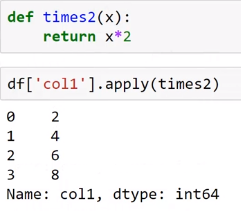 def times2(x):
    return x*2
df['col1'].apply(times2)
0    2
1    4
2    6
3    8
Name: col1, dtype: int64